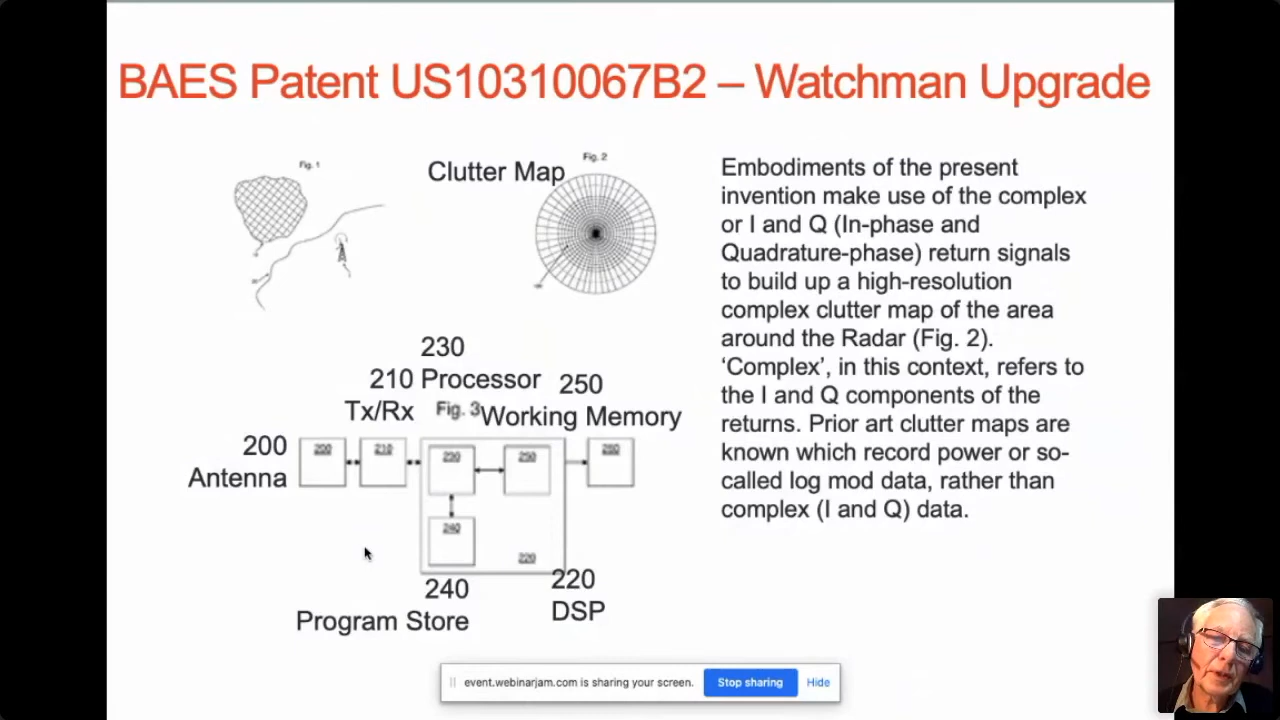 BAES Patent US10310067B2 – Watchman Upgrade
Fig. 1
Clutter Map
Fig. 2
Embodiments of the present
invention make use of the complex
or I and Q (In-phase and
Quadrature-phase) return signals
to build up a high-resolution
complex clutter map of the area
around the Radar (Fig. 2).
‘Complex’, in this context, refers to
the I and Q components of the
returns. Prior art clutter maps are
known which record power or so-
called log mod data, rather than
complex (I and Q) data.
230
210 Processor
250
Tx/Rx
Fig. 3
Working Memory
200
Antenna
200
210
230
250
260
240
220
240
Program Store
220
DSP
event.webinarjam.com is sharing your screen.
Stop sharing
Hide